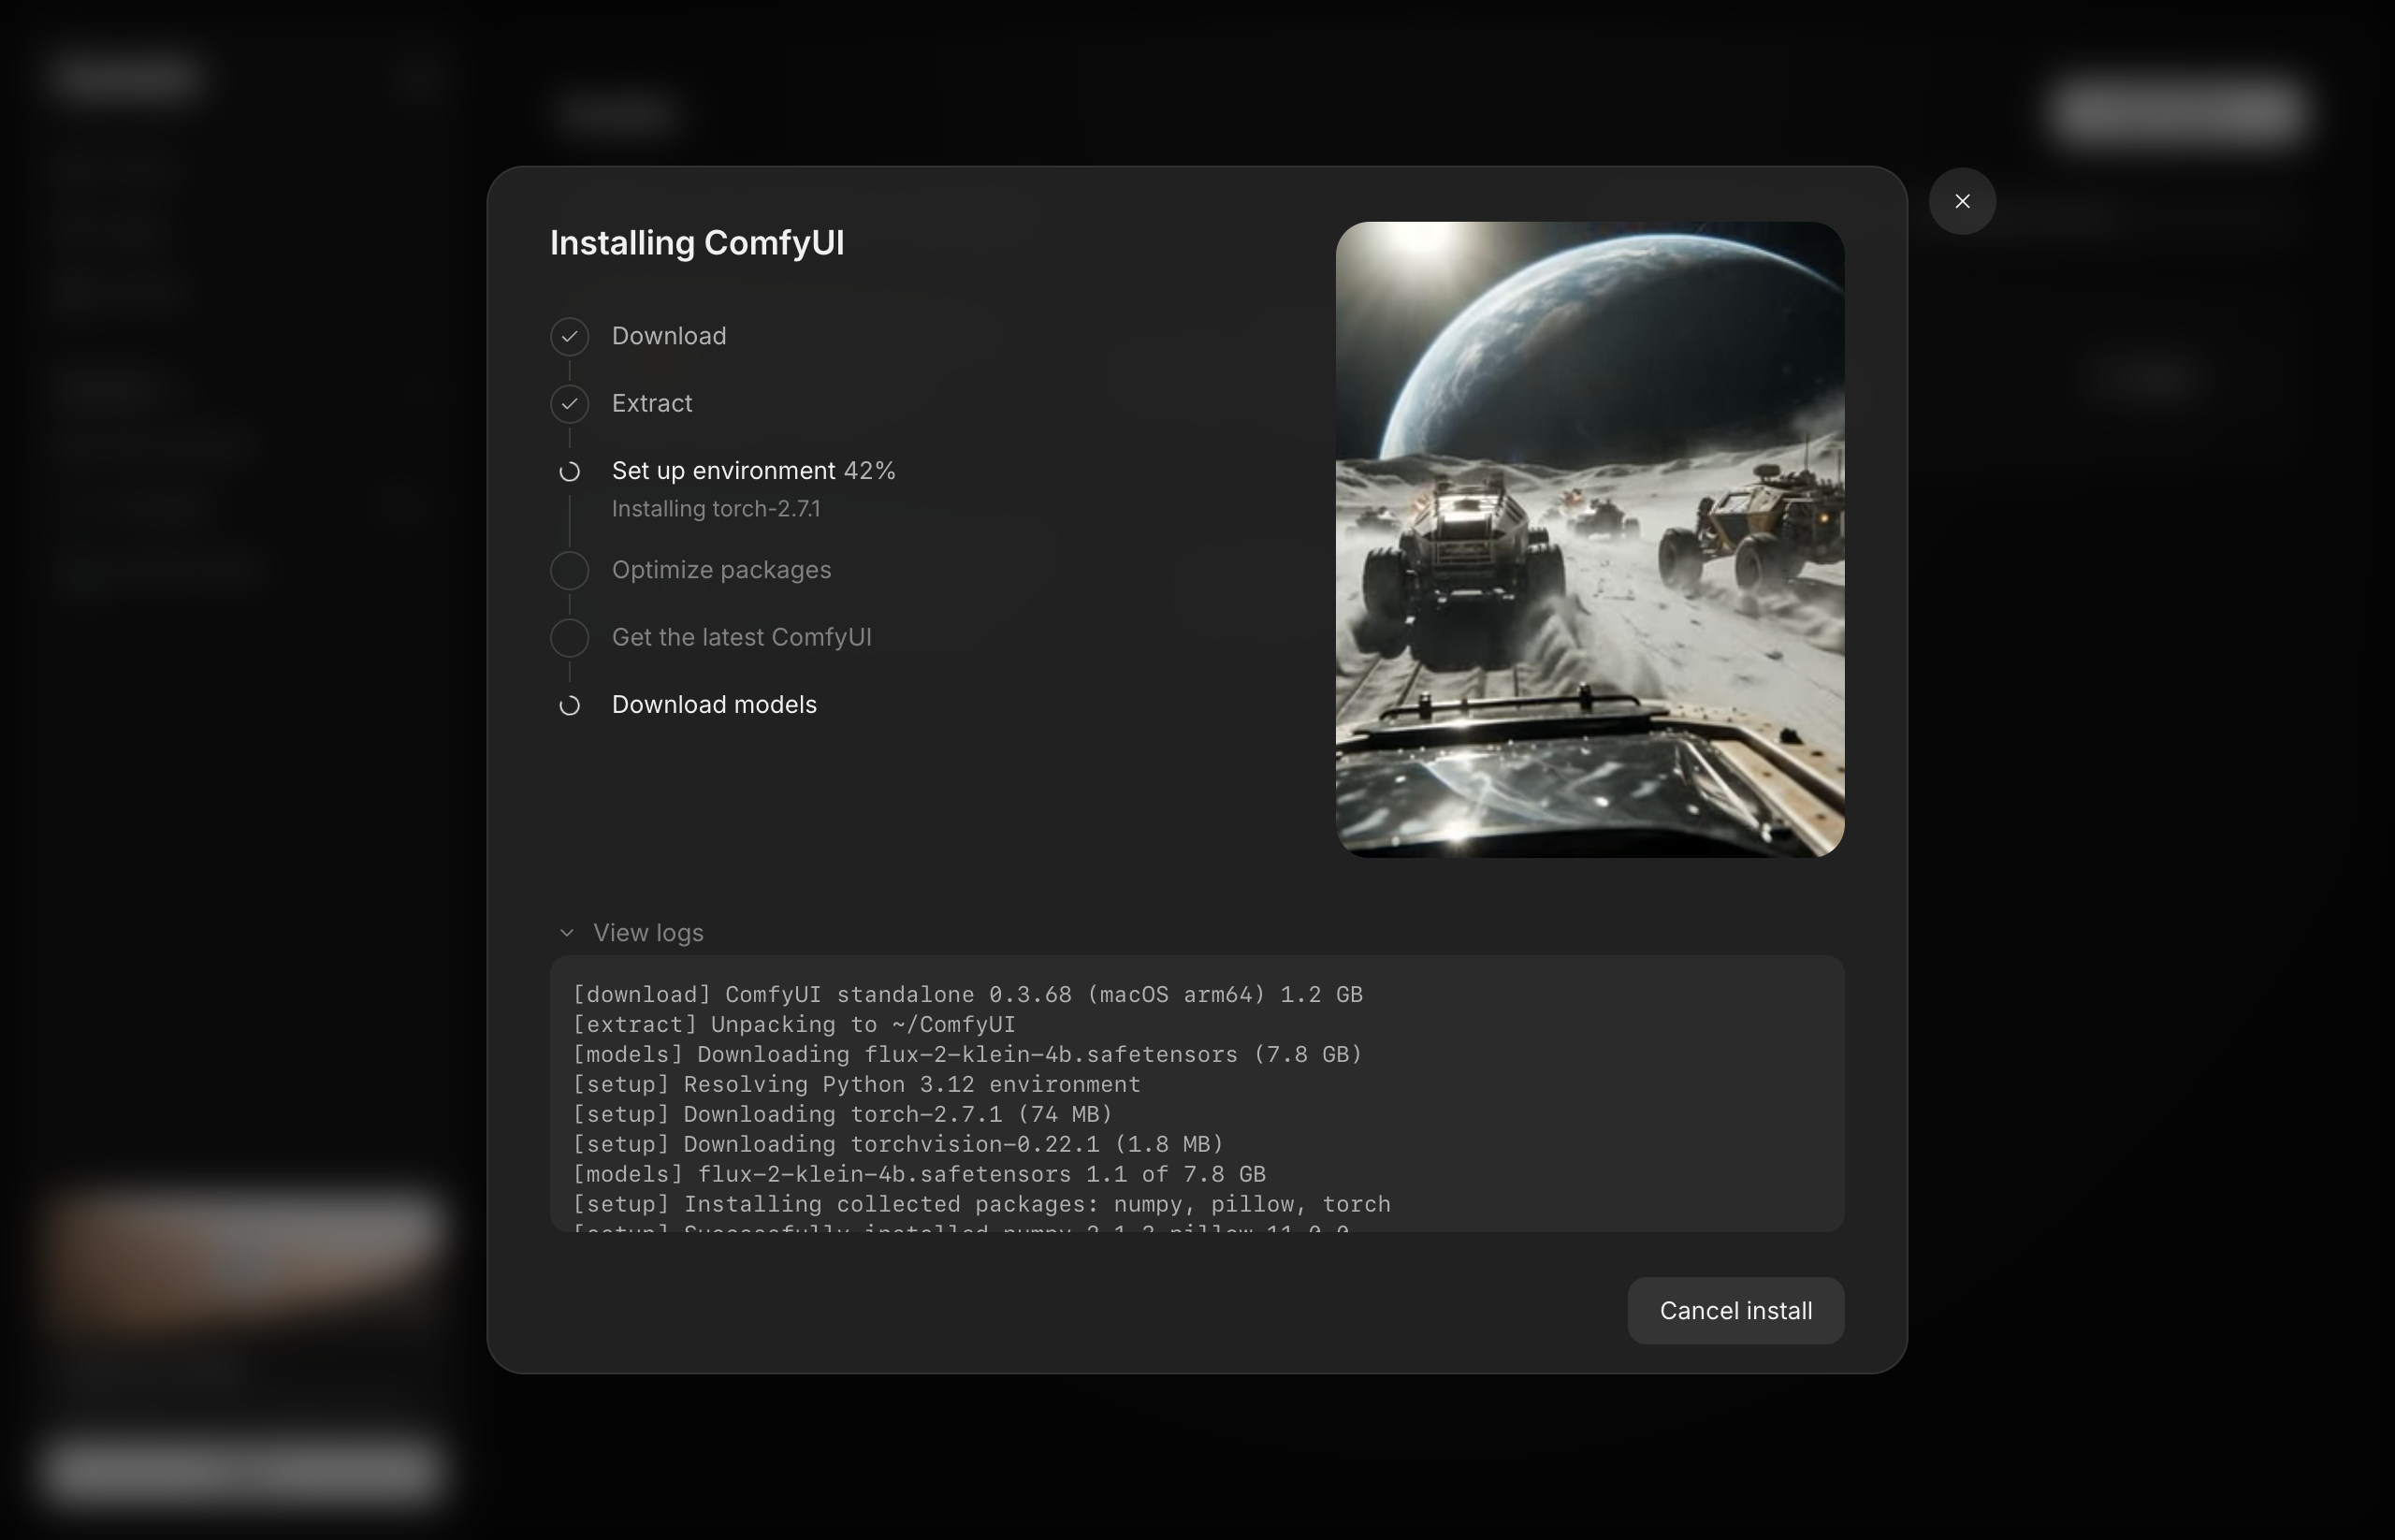 Installing ComfyUI
Download
Extract
Set up environment 42%
Installing torch-2.7.1
Optimize packages
Get the latest ComfyUI
Download models
View logs
[download] ComfyUI standalone 0.3.68 (macOS arm64) 1.2 GB
[extract] Unpacking to ~/ComfyUI
[models] Downloading flux-2-klein-4b.safetensors (7.8 GB)
[setup] Resolving Python 3.12 environment
[setup] Downloading torch-2.7.1 (74 MB)
[setup] Downloading torchvision-0.22.1 (1.8 MB)
[models] flux-2-klein-4b.safetensors 1.1 of 7.8 GB
[setup] Installing collected packages: numpy, pillow, torch
[setup] Successfully installed
Cancel install